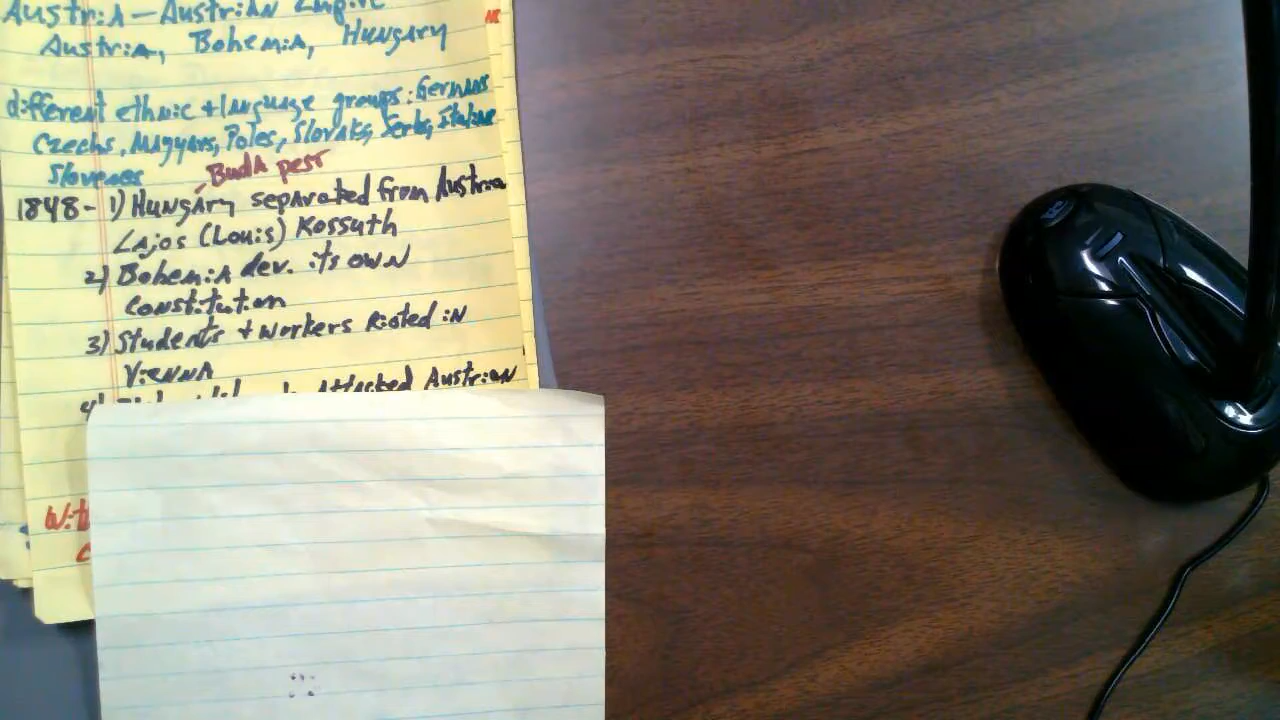 Austria — Austrian Empire
Austria, Bohemia, Hungary
different ethnic + language groups: Germans
Czechs, Magyars, Poles, Slovaks, Serbs, Italians
Slovenes
Budapest
1848 - 1) Hungary separated from Austria
Lajos (Louis) Kossuth
2) Bohemia dev. its own
Constitution
3) Students + workers Rioted in
Vienna
4) Attacked Austrian